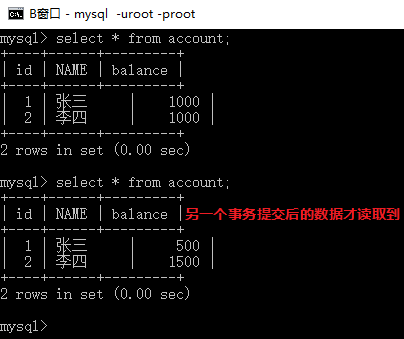 B窗口 - mysql  -uroot -proot
mysql> select * from account;
+----+------+---------+
| id | NAME | balance |
+----+------+---------+
|  1 | 张三      |    1000 |
|  2 | 李四      |    1000 |
+----+------+---------+
2 rows in set (0.00 sec)
mysql> select * from account;
+----+------+---------+
| id | NAME | balance | 另一个事务提交后的数据才读取到
+----+------+---------+
|  1 | 张三      |     500 |
|  2 | 李四      |    1500 |
+----+------+---------+
2 rows in set (0.00 sec)
mysql>